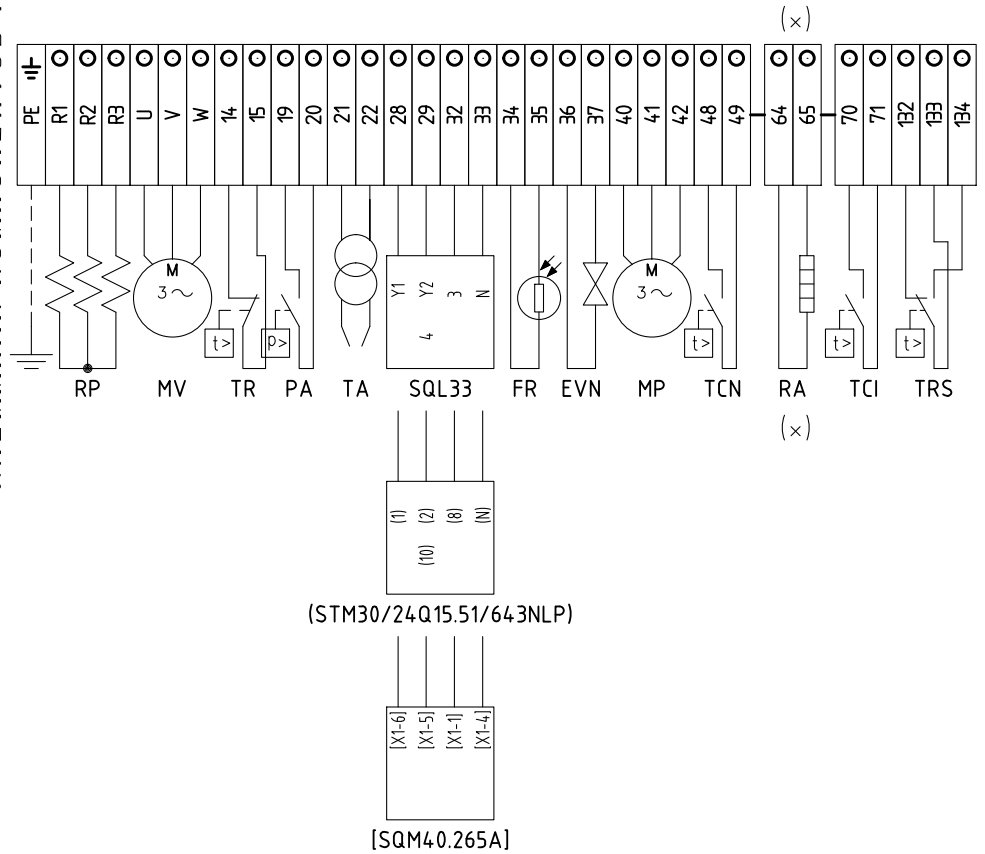 (x)
PE R1 R2 R3 U V W 14 15 19 20 21 22 28 29 32 33 34 35 36 37 40 41 42 48 49 64 65 70 71 132 133 134
M 3~ t> p> Y1 Y2 3 N 4 M 3~ t> t> t>
RP MV TR PA TA SQL33 FR EVN MP TCN RA TCI TRS
(x)
(1) (2) (8) (N)
(10)
(STM30/24Q15.51/643NLP)
[X1-6] [X1-5] [X1-1] [X1-4]
[SQM40.265A]